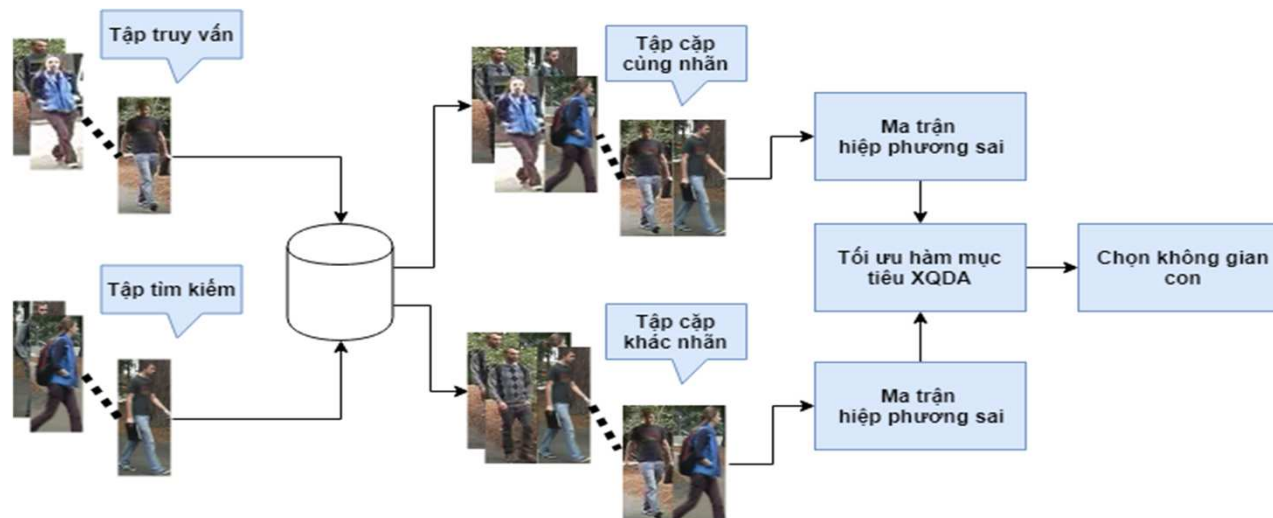 Tập truy vấn
Tập cặp
cùng nhãn
Ma trận
hiệp phương sai
Tối ưu hàm mục
tiêu XQDA
Chọn không gian
con
Tập tìm kiếm
Tập cặp
khác nhãn
Ma trận
hiệp phương sai